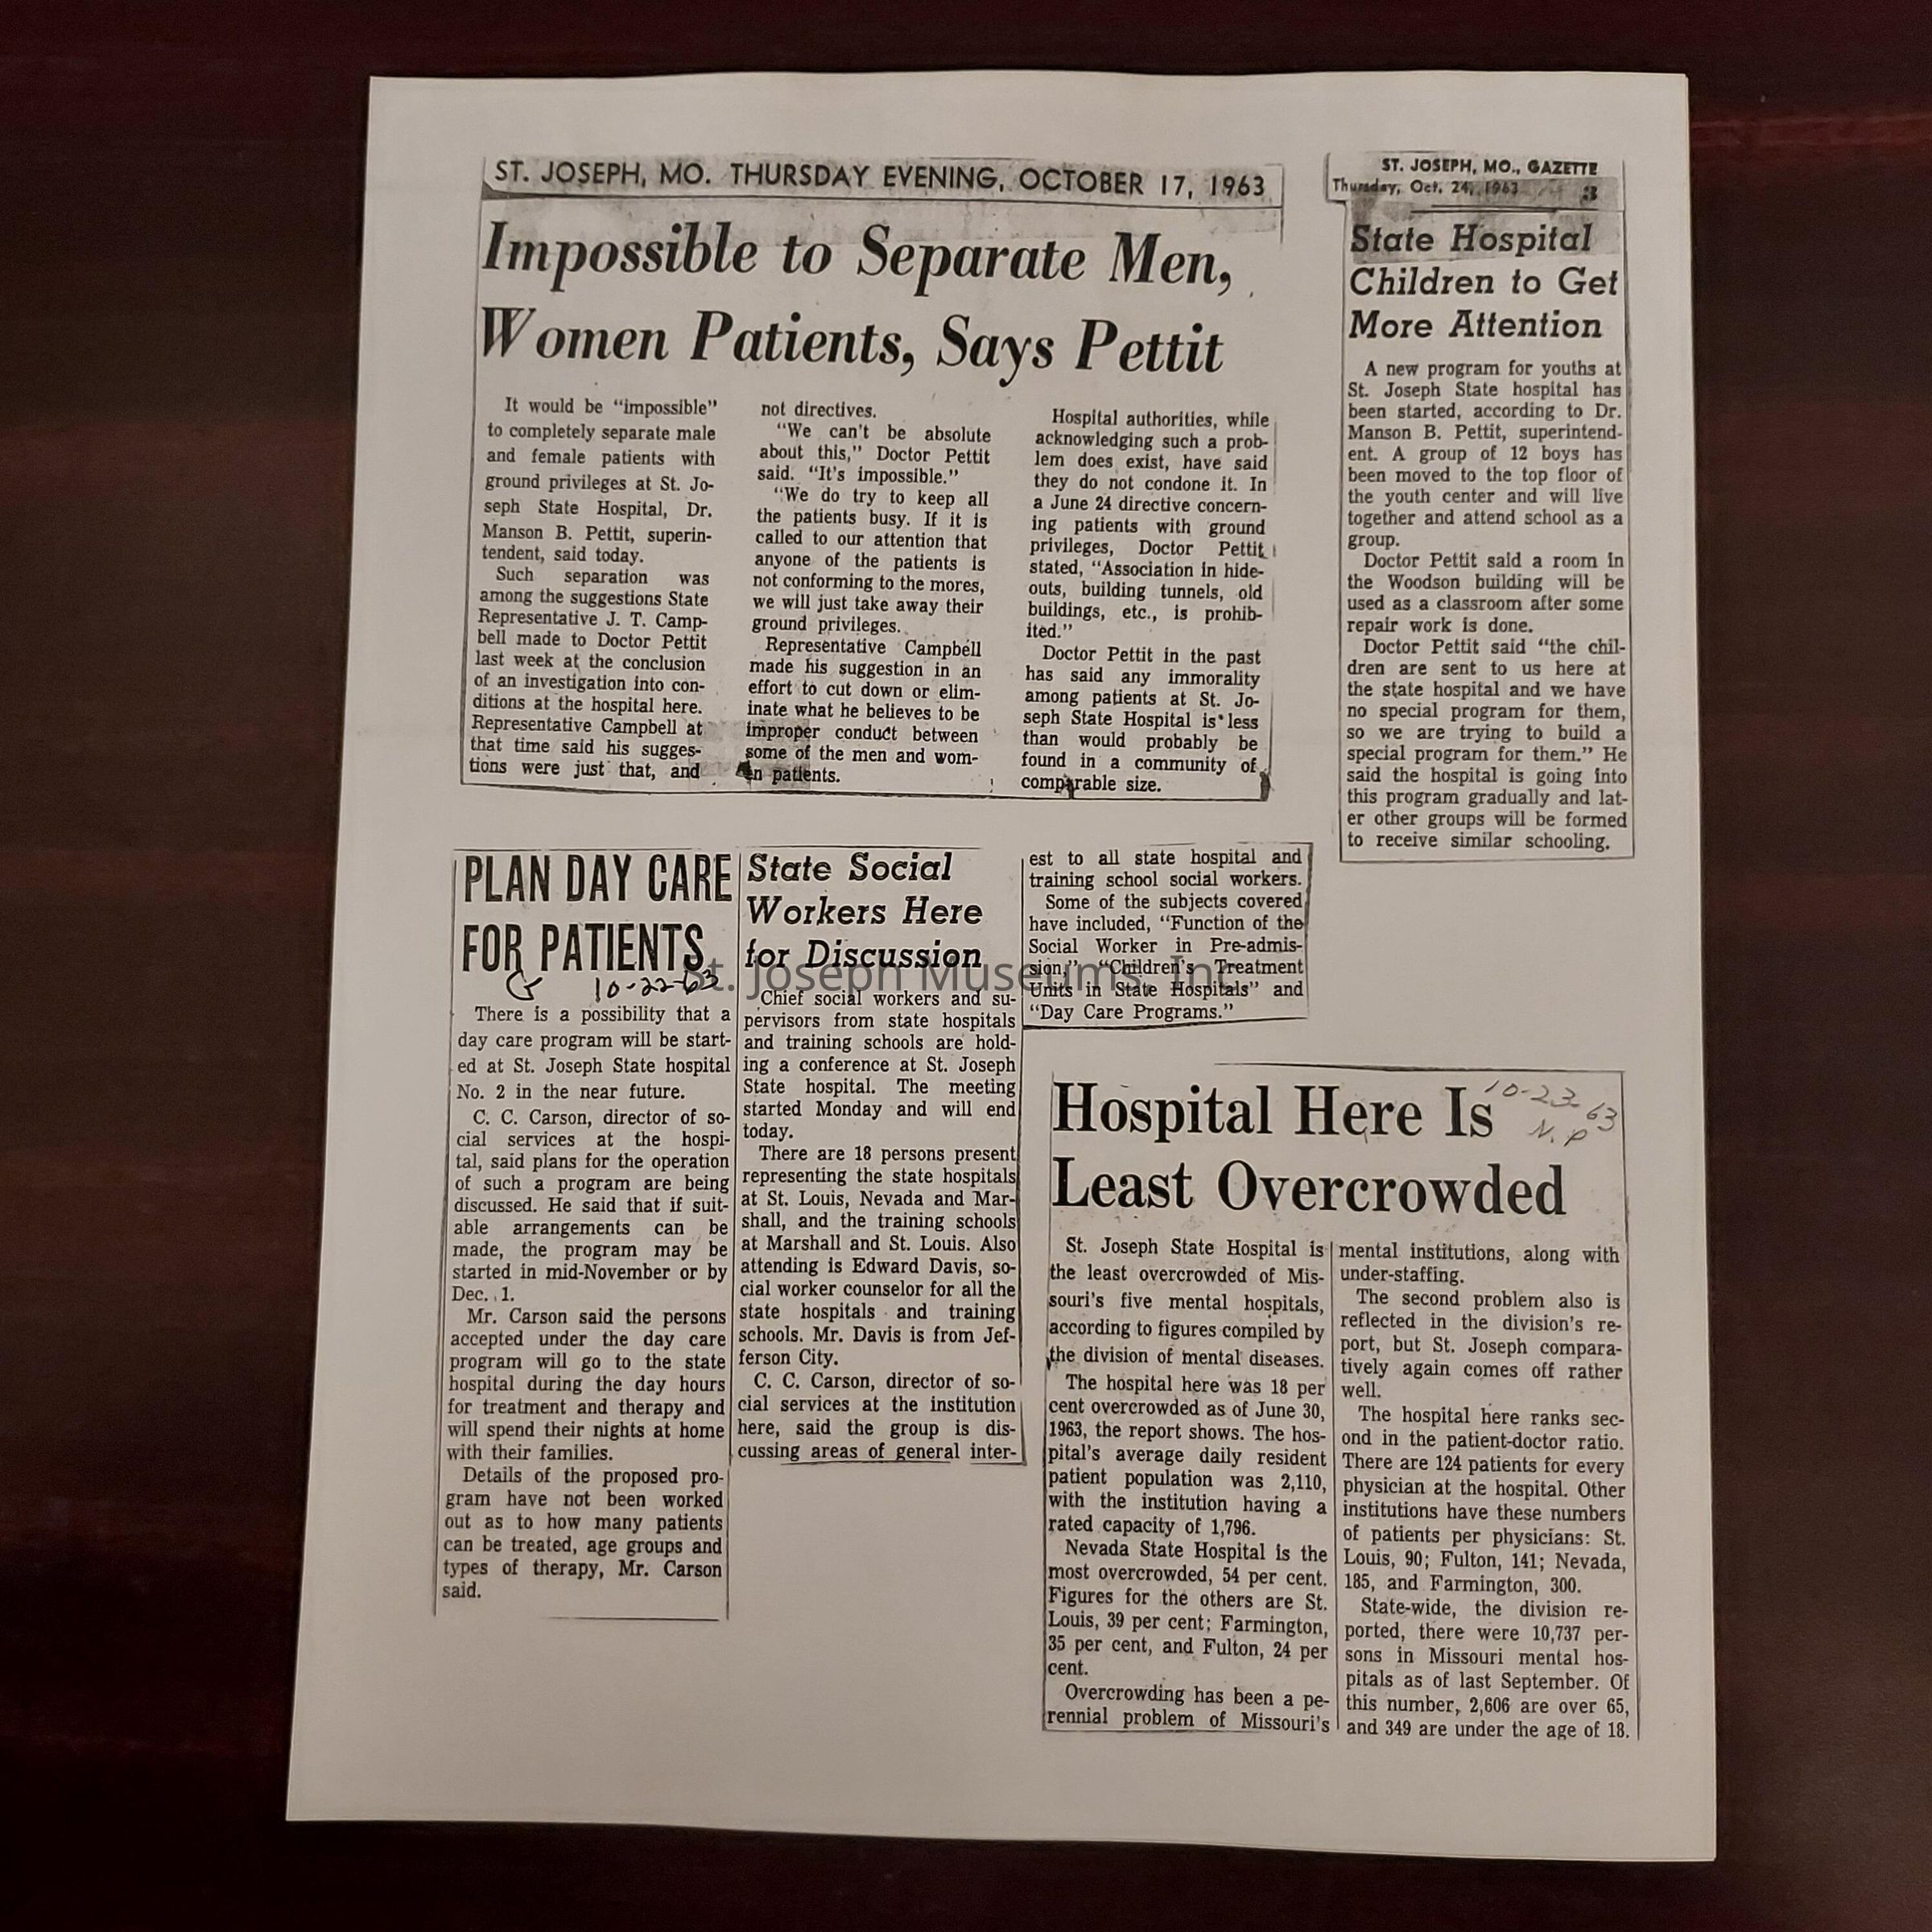 ST. JOSEPH, MO. THURSDAY EVENING, OCTOBER 17, 1963
Impossible to Separate Men,
Women Patients, Says Pettit
It would be "impossible"
to completely separate male
and female patients with
ground privileges at St. Jo-
seph State Hospital, Dr.
Manson B. Pettit, superin-
tendent, said today.
Such separation was
among the suggestions State
Representative J. T. Camp-
bell made to Doctor Pettit
last week at the conclusion
of an investigation into con-
ditions at the hospital here.
Representative Campbell at
that time said his sugges-
tions were just that, and
not directives.
"We can't be absolute
about this," Doctor Pettit
said. "It's impossible."
"We do try to keep all
the patients busy. If it is
called to our attention that
anyone of the patients is
not conforming to the mores,
we will just take away their
ground privileges.
Representative Campbell
made his suggestion in an
effort to cut down or elim-
inate what he believes to be
improper conduct between
some of the men and wom-
en patients.
Hospital authorities, while
acknowledging such a prob-
lem does exist, have said
they do not condone it. In
a June 24 directive concern-
ing patients with ground
privileges, Doctor Pettit
stated, "Association in hide-
outs, building tunnels, old
buildings, etc., is prohib-
ited."
Doctor Pettit in the past
has said any immorality
among patients at St. Jo-
seph State Hospital is less
than would probably be
found in a community of
comparable size.
ST. JOSEPH, MO., GAZETTE
Thursday, Oct. 24, 1963 3
State Hospital
Children to Get
More Attention
A new program for youths at
St. Joseph State hospital has
been started, according to Dr.
Manson B. Pettit, superintend-
ent. A group of 12 boys has
been moved to the top floor of
the youth center and will live
together and attend school as a
group.
Doctor Pettit said a room in
the Woodson building will be
used as a classroom after some
repair work is done.
Doctor Pettit said "the chil-
dren are sent to us here at
the state hospital and we have
no special program for them,
so we are trying to build a
special program for them." He
said the hospital is going into
this program gradually and lat-
er other groups will be formed
to receive similar schooling.
PLAN DAY CARE
FOR PATIENTS
G 10-22-63
There is a possibility that a
day care program will be start-
ed at St. Joseph State hospital
No. 2 in the near future.
C. C. Carson, director of so-
cial services at the hospi-
tal, said plans for the operation
of such a program are being
discussed. He said that if suit-
able arrangements can be
made, the program may be
started in mid-November or by
Dec. 1.
Mr. Carson said the persons
accepted under the day care
program will go to the state
hospital during the day hours
for treatment and therapy and
will spend their nights at home
with their families.
Details of the proposed pro-
gram have not been worked
out as to how many patients
can be treated, age groups and
types of therapy, Mr. Carson
said.
State Social
Workers Here
for Discussion
Chief social workers and su-
pervisors from state hospitals
and training schools are hold-
ing a conference at St. Joseph
State hospital. The meeting
started Monday and will end
today.
There are 18 persons present
representing the state hospitals
at St. Louis, Nevada and Mar-
shall, and the training schools
at Marshall and St. Louis. Also
attending is Edward Davis, so-
cial worker counselor for all the
state hospitals and training
schools. Mr. Davis is from Jef-
ferson City.
C. C. Carson, director of so-
cial services at the institution
here, said the group is dis-
cussing areas of general inter-
est to all state hospital and
training school social workers.
Some of the subjects covered
have included, "Function of the
Social Worker in Pre-admis-
sion," "Children's Treatment
Units in State Hospitals" and
"Day Care Programs."
St. Joseph Museums, Inc
Hospital Here Is
Least Overcrowded
10-23-63
N.P
St. Joseph State Hospital is
the least overcrowded of Mis-
souri's five mental hospitals,
according to figures compiled by
the division of mental diseases.
The hospital here was 18 per
cent overcrowded as of June 30,
1963, the report shows. The hos-
pital's average daily resident
patient population was 2,110,
with the institution having a
rated capacity of 1,796.
Nevada State Hospital is the
most overcrowded, 54 per cent.
Figures for the others are St.
Louis, 39 per cent; Farmington,
35 per cent, and Fulton, 24 per
cent.
Overcrowding has been a pe-
rennial problem of Missouri's
mental institutions, along with
under-staffing.
The second problem also is
reflected in the division's re-
port, but St. Joseph compara-
tively again comes off rather
well.
The hospital here ranks sec-
ond in the patient-doctor ratio.
There are 124 patients for every
physician at the hospital. Other
institutions have these numbers
of patients per physicians: St.
Louis, 90; Fulton, 141; Nevada,
185, and Farmington, 300.
State-wide, the division re-
ported, there were 10,737 per-
sons in Missouri mental hos-
pitals as of last September. Of
this number, 2,606 are over 65,
and 349 are under the age of 18.